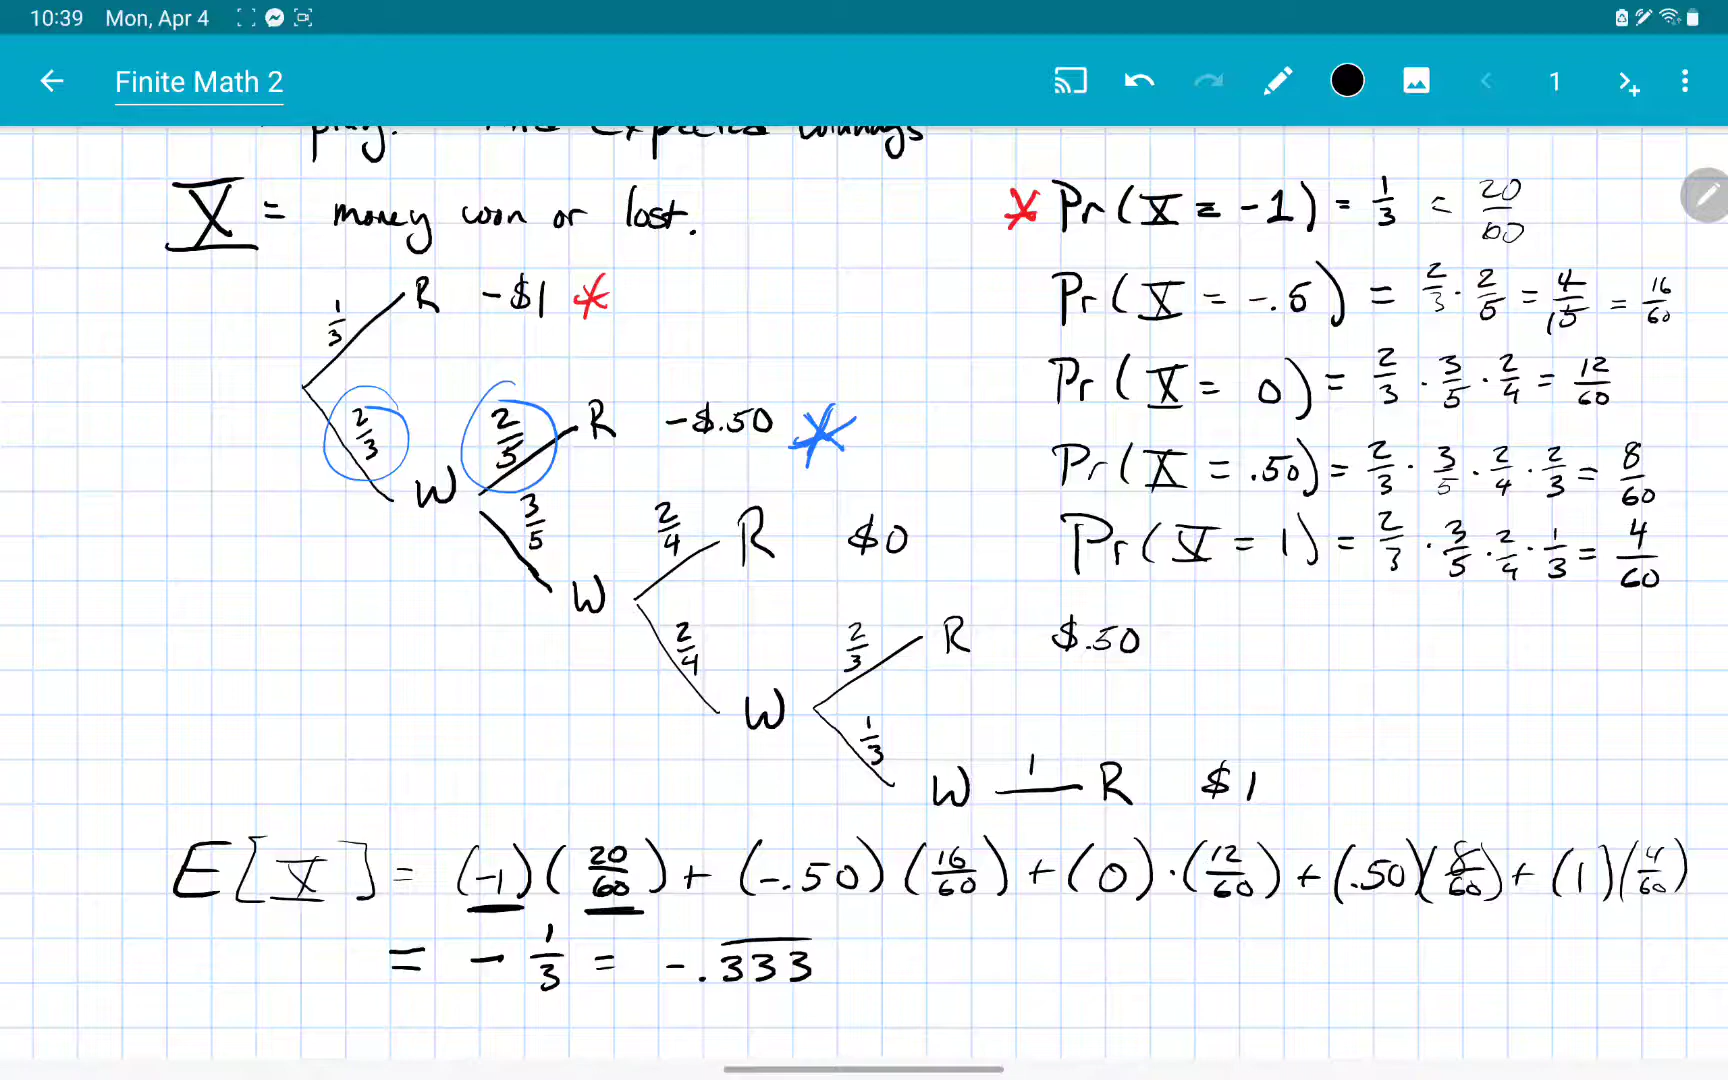 10:39 Mon, Apr 4
Finite Math 2
1
play. The expected winnings
X = money won or lost.
* Pr(X = -1) = 1/3 = 20/60
1/3 R -$1 *
Pr(X = -.5) = 2/3 · 2/5 = 4/15 = 16/60
Pr(X = 0) = 2/3 · 3/5 · 2/4 = 12/60
2/3 W 2/5 R -$.50 *
Pr(X = .50) = 2/3 · 3/5 · 2/4 · 2/3 = 8/60
3/5 W 2/4 R $0
Pr(X = 1) = 2/3 · 3/5 · 2/4 · 1/3 = 4/60
2/4 W 2/3 R $.50
1/3 W 1 R $1
E[X] = (-1)(20/60) + (-.50)(16/60) + (0)·(12/60) + (.50)(8/60) + (1)(4/60)
= -1/3 = -.333